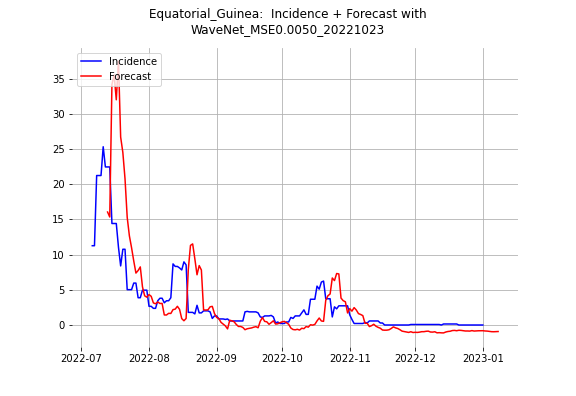 Equatorial_Guinea:  Incidence + Forecast with
WaveNet_MSE0.0050_20221023
Incidence
Forecast
35
30
25
20
15
10
5
0
2022-07 2022-08 2022-09 2022-10 2022-11 2022-12 2023-01